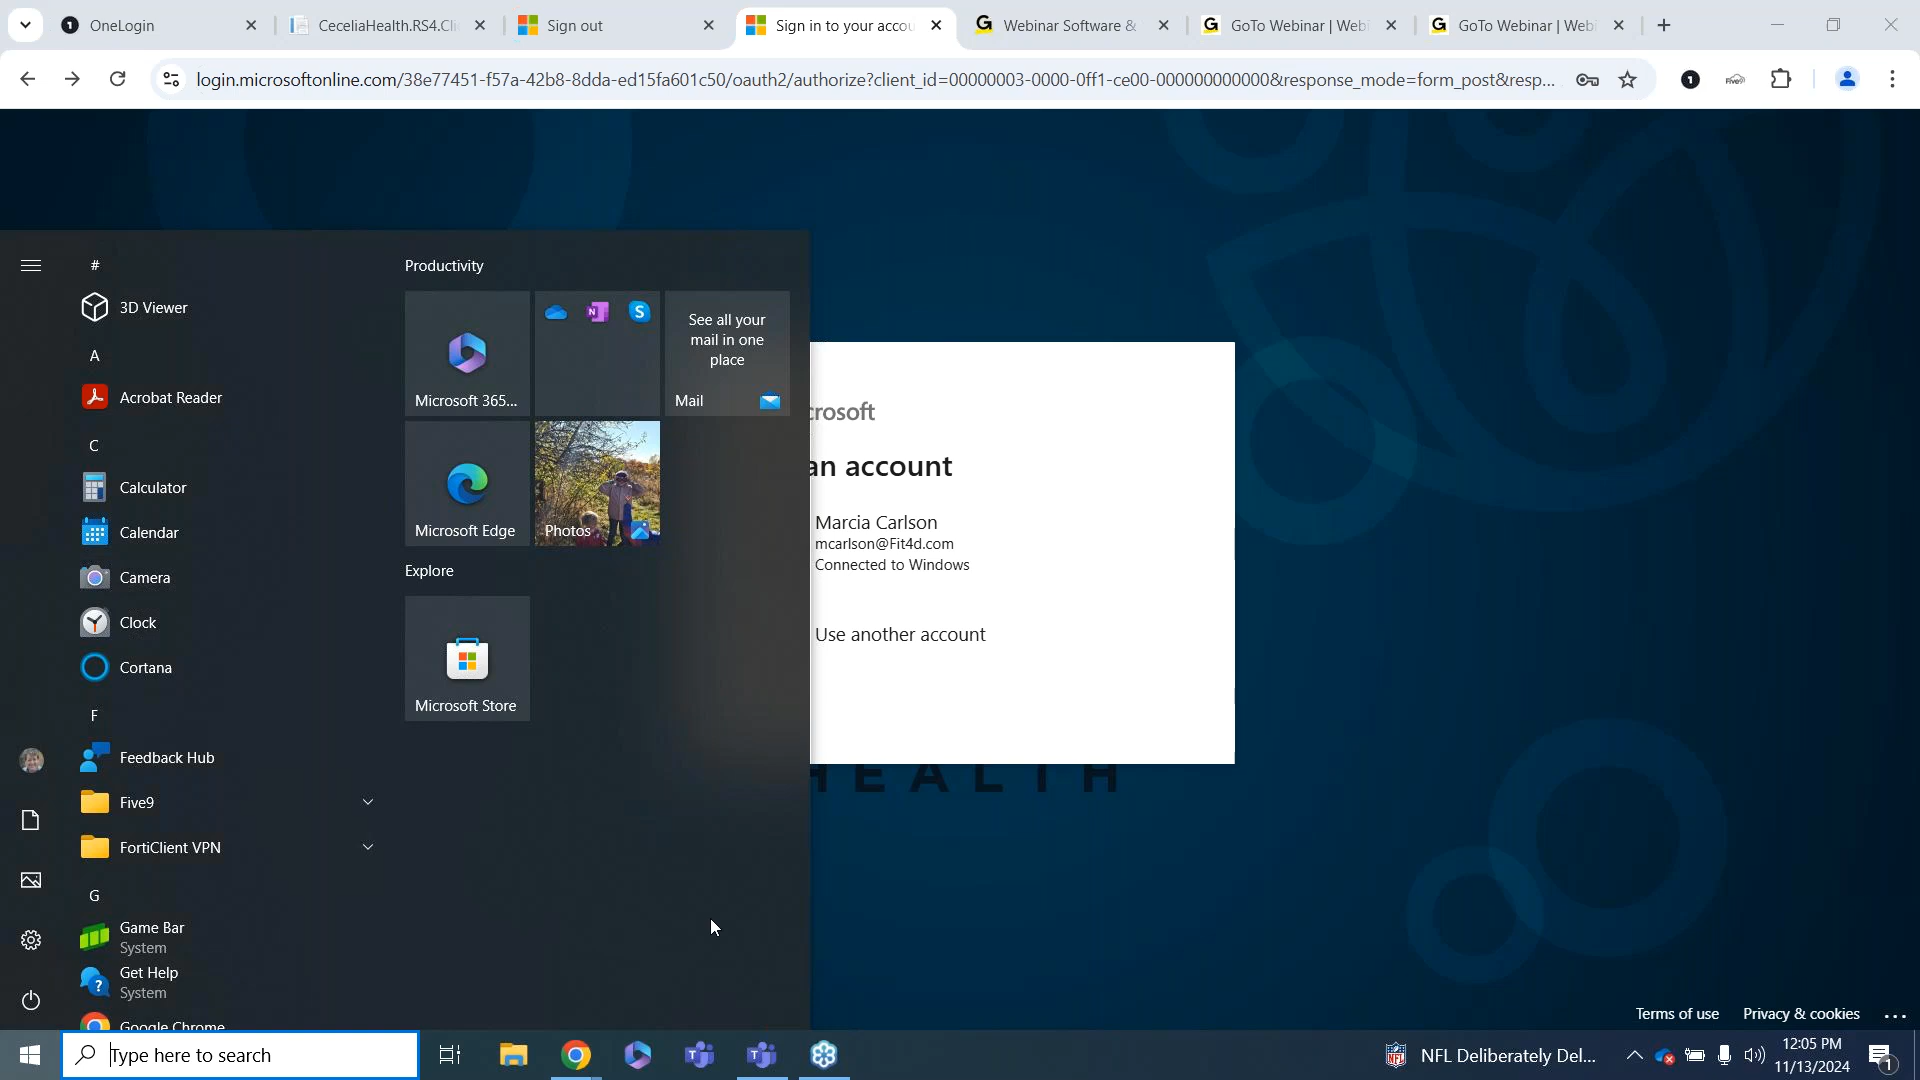 OneLogin
CeceliaHealth.RS4.Cli
Sign out
Sign in to your accou
Webinar Software &
GoTo Webinar | Web
GoTo Webinar | Web
login.microsoftonline.com/38e77451-f57a-42b8-8dda-ed15fa601c50/oauth2/authorize?client_id=00000003-0000-0ff1-ce00-000000000000&response_mode=form_post&resp...
Five9
#
3D Viewer
A
Acrobat Reader
C
Calculator
Calendar
Camera
Clock
Cortana
F
Feedback Hub
Five9
FortiClient VPN
G
Game Bar
System
Get Help
System
Google Chrome
Productivity
Microsoft 365...
See all your
mail in one
place
Mail
Microsoft Edge
Photos
Explore
Microsoft Store
crosoft
an account
Marcia Carlson
mcarlson@Fit4d.com
Connected to Windows
Use another account
HEALTH
Terms of use
Privacy & cookies
...
Type here to search
NFL Deliberately Del...
12:05 PM
11/13/2024
1